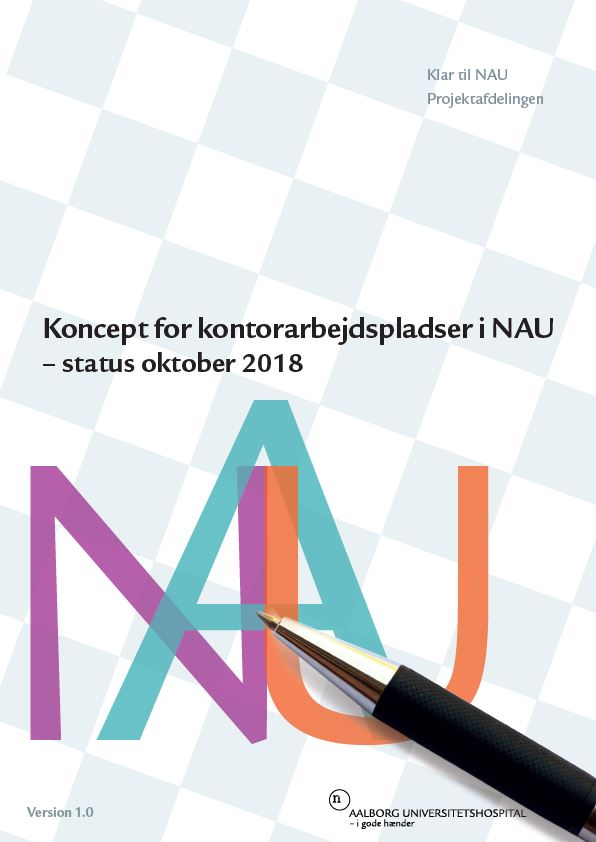 Klar til NAU
Projektafdelingen
Koncept for kontorarbejdspladser i NAU
– status oktober 2018
NAU
Version 1.0
n
AALBORG UNIVERSITETSHOSPITAL
– i gode hænder